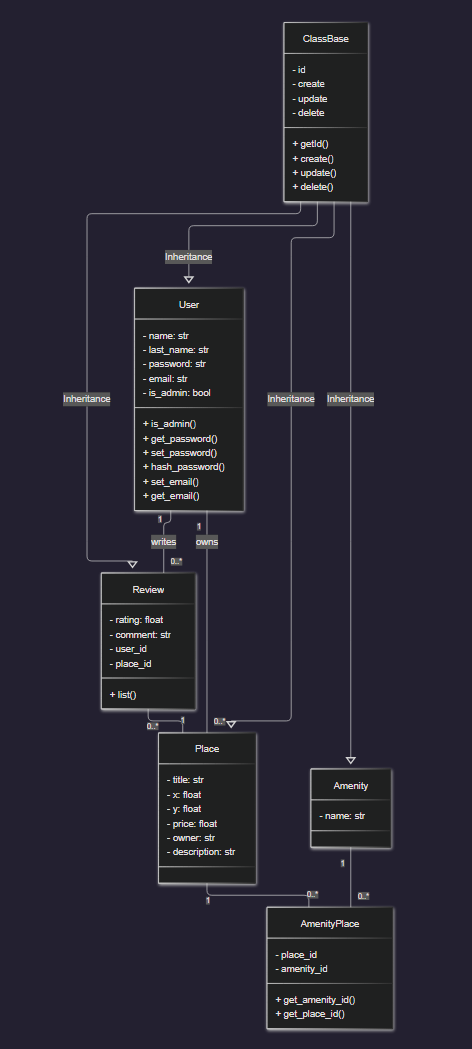 ClassBase
- id
- create
- update
- delete
+ getId()
+ create()
+ update()
+ delete()
Inheritance
User
- name: str
- last_name: str
- password: str
- email: str
- is_admin: bool
+ is_admin()
+ get_password()
+ set_password()
+ hash_password()
+ set_email()
+ get_email()
Inheritance
Inheritance
Inheritance
1
1
writes
owns
0..*
Review
- rating: float
- comment: str
- user_id
- place_id
+ list()
0..*
1
0..*
Place
- title: str
- x: float
- y: float
- price: float
- owner: str
- description: str
Amenity
- name: str
1
0..*
1
0..*
AmenityPlace
- place_id
- amenity_id
+ get_amenity_id()
+ get_place_id()